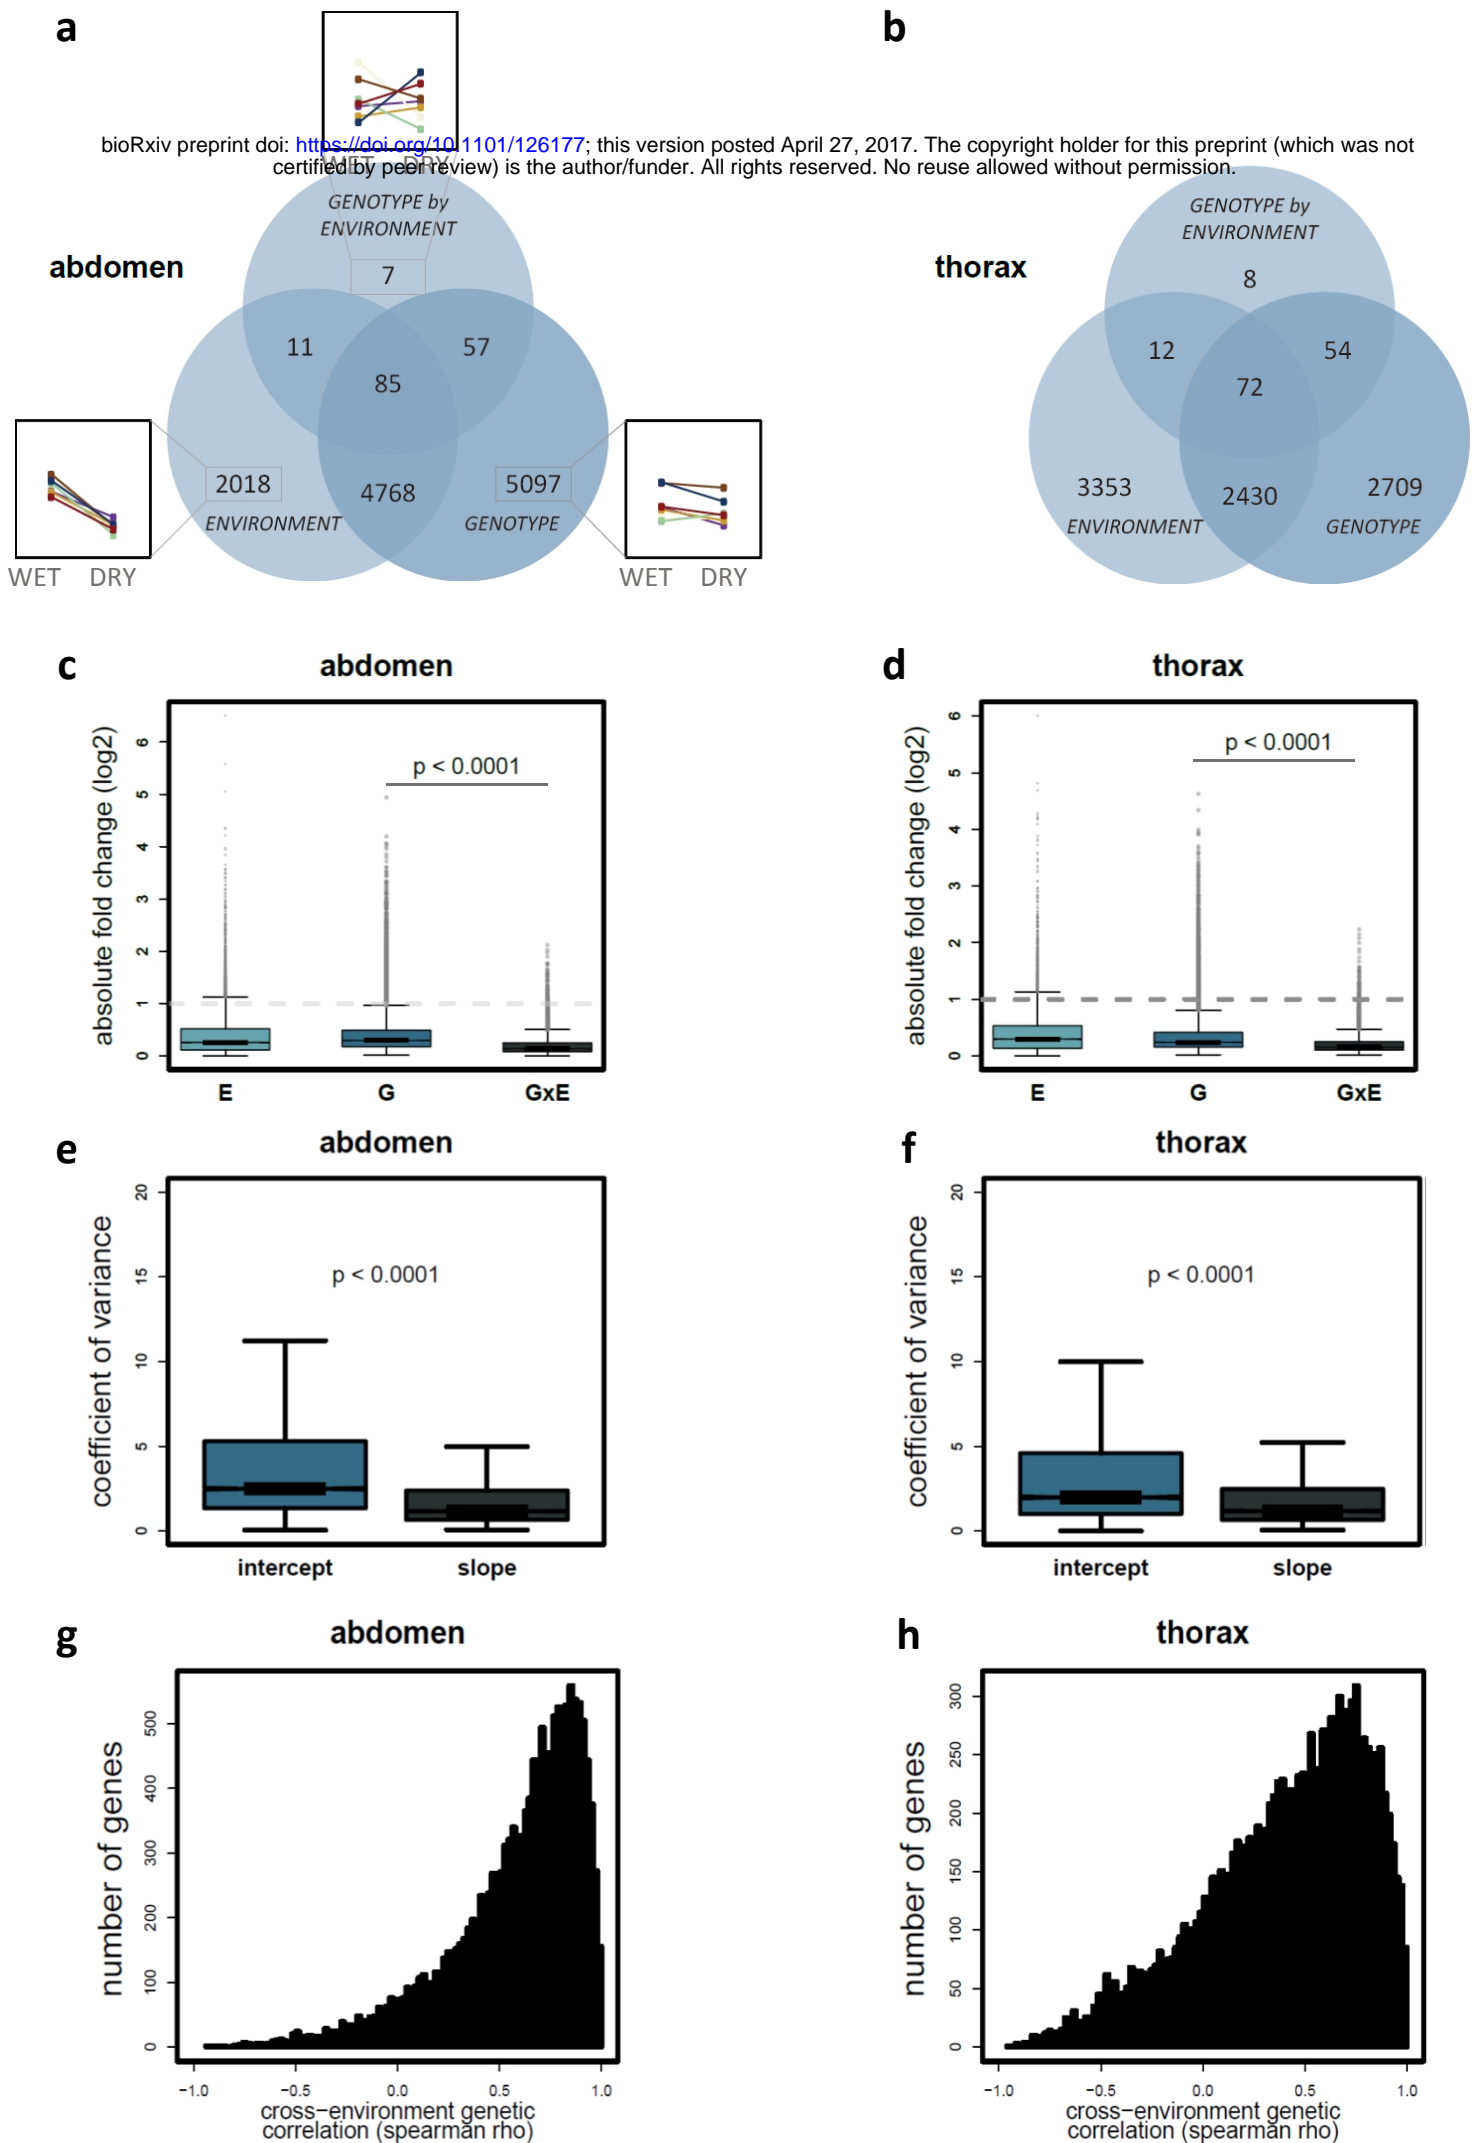 a
b
bioRxiv preprint doi: https://doi.org/10.1101/126177; this version posted April 27, 2017. The copyright holder for this preprint (which was not
certified by peer review) is the author/funder. All rights reserved. No reuse allowed without permission.
WET DRY
GENOTYPE by
ENVIRONMENT
abdomen
7
11
57
85
2018
4768
5097
ENVIRONMENT
GENOTYPE
WET DRY
WET DRY
GENOTYPE by
ENVIRONMENT
thorax
8
12
54
72
3353
2430
2709
ENVIRONMENT
GENOTYPE
c
abdomen
absolute fold change (log2)
6
5
4
3
2
1
0
p < 0.0001
E G GxE
d
thorax
absolute fold change (log2)
6
5
4
3
2
1
0
p < 0.0001
E G GxE
e
abdomen
coefficient of variance
20
15
10
5
0
p < 0.0001
intercept slope
f
thorax
coefficient of variance
20
15
10
5
0
p < 0.0001
intercept slope
g
abdomen
number of genes
500
400
300
200
100
0
−1.0 −0.5 0.0 0.5 1.0
cross−environment genetic
correlation (spearman rho)
h
thorax
number of genes
300
250
200
150
100
50
0
−1.0 −0.5 0.0 0.5 1.0
cross−environment genetic
correlation (spearman rho)